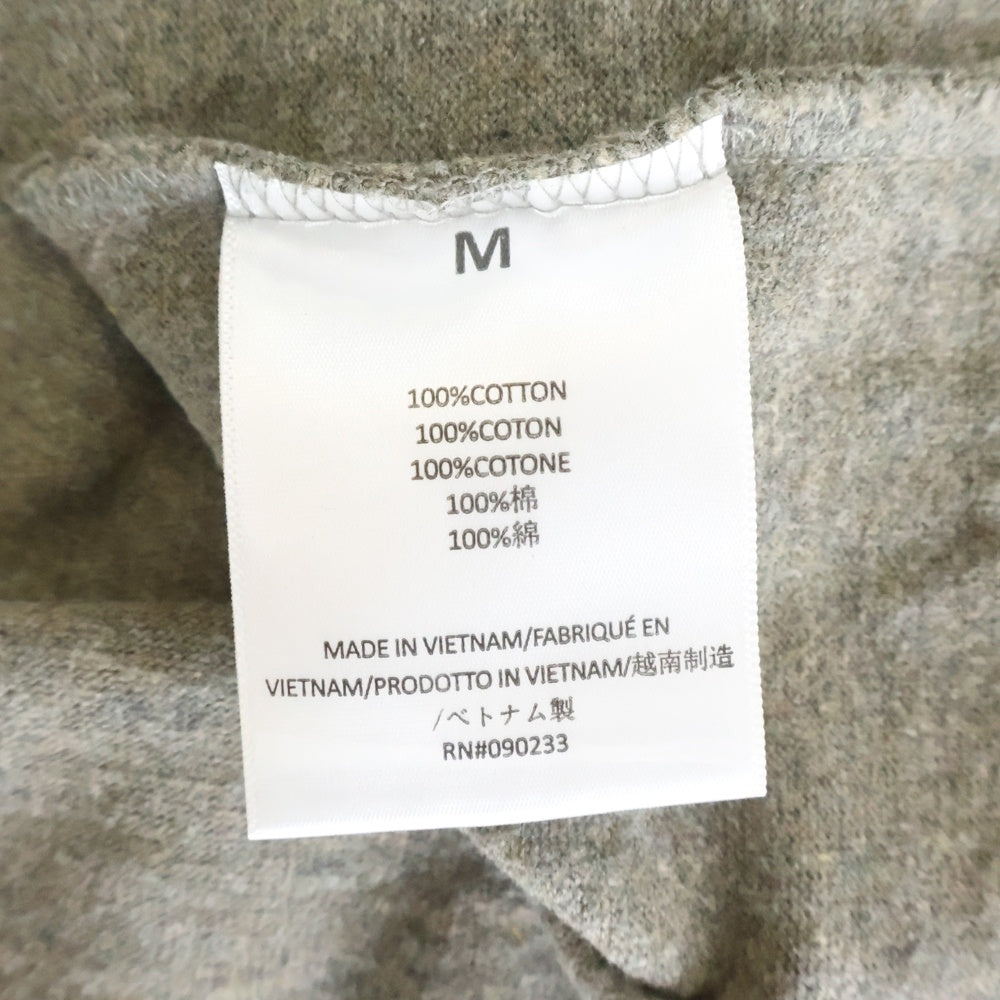 M
100%COTTON
100%COTON
100%COTONE
100%棉
100%綿
MADE IN VIETNAM/FABRIQUÉ EN
VIETNAM/PRODOTTO IN VIETNAM/越南制造
/ベトナム製
RN#090233